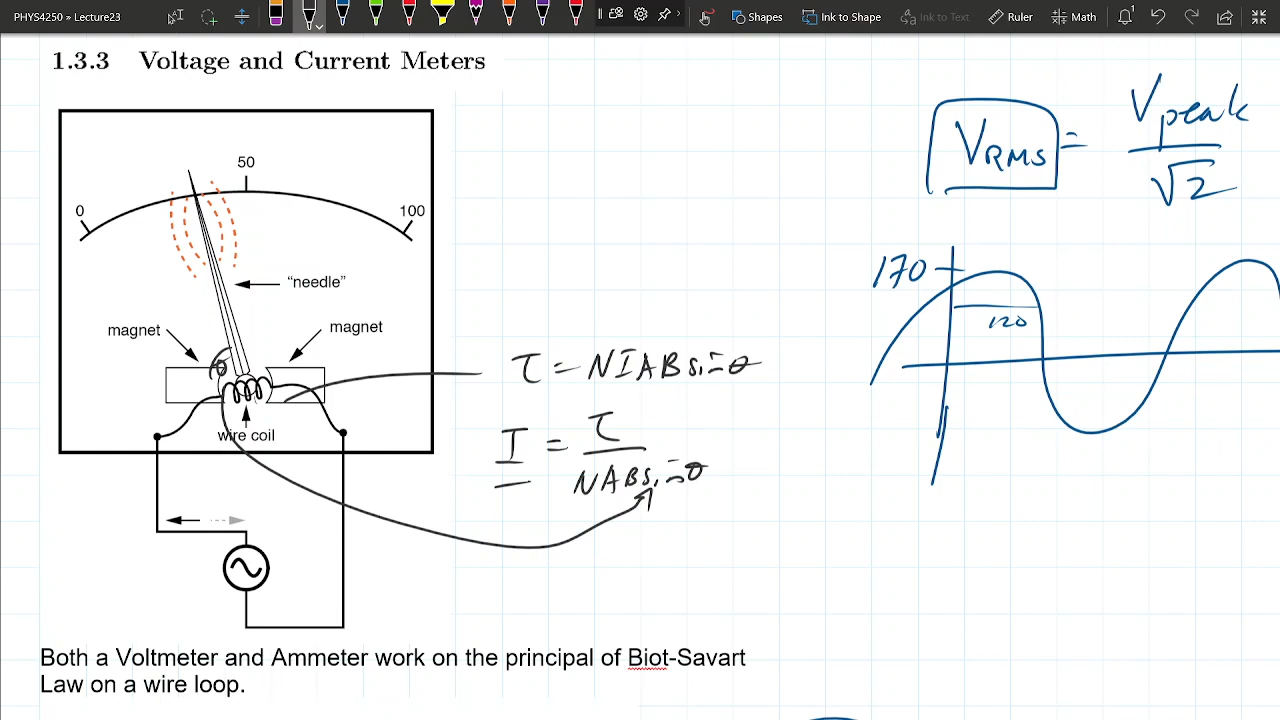 PHYS4250 » Lecture23
Shapes
Ink to Shape
Ink to Text
Ruler
Math
1.3.3 Voltage and Current Meters
0
50
100
"needle"
magnet
magnet
θ
wire coil
τ = NIABsinθ
I = τ / NABsinθ
V_RMS = V_peak / √2
170
120
Both a Voltmeter and Ammeter work on the principal of Biot-Savart
Law on a wire loop.